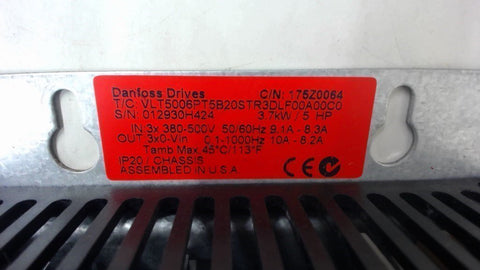 Danfoss Drives C/N: 175Z0064
T/C VLT5006PT5B20STR3DLF00A00C0
S/N 012930H424 3.7kW / 5 HP
IN 3x 380-500V 50/60Hz 9.1A - 8.3A
OUT 3x0-Vin 0.1-1000Hz 10A - 8.2A
Tamb Max 45°C/113°F
IP20 / CHASSIS
ASSEMBLED IN U.S.A
CE